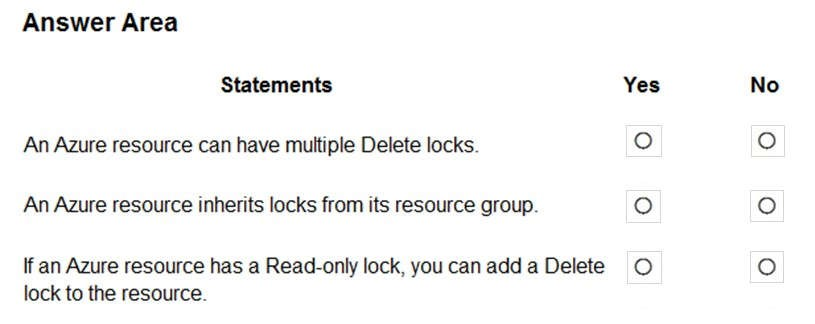 Answer Area
Statements Yes No
An Azure resource can have multiple Delete locks.
An Azure resource inherits locks from its resource group.
If an Azure resource has a Read-only lock, you can add a Delete
lock to the resource.